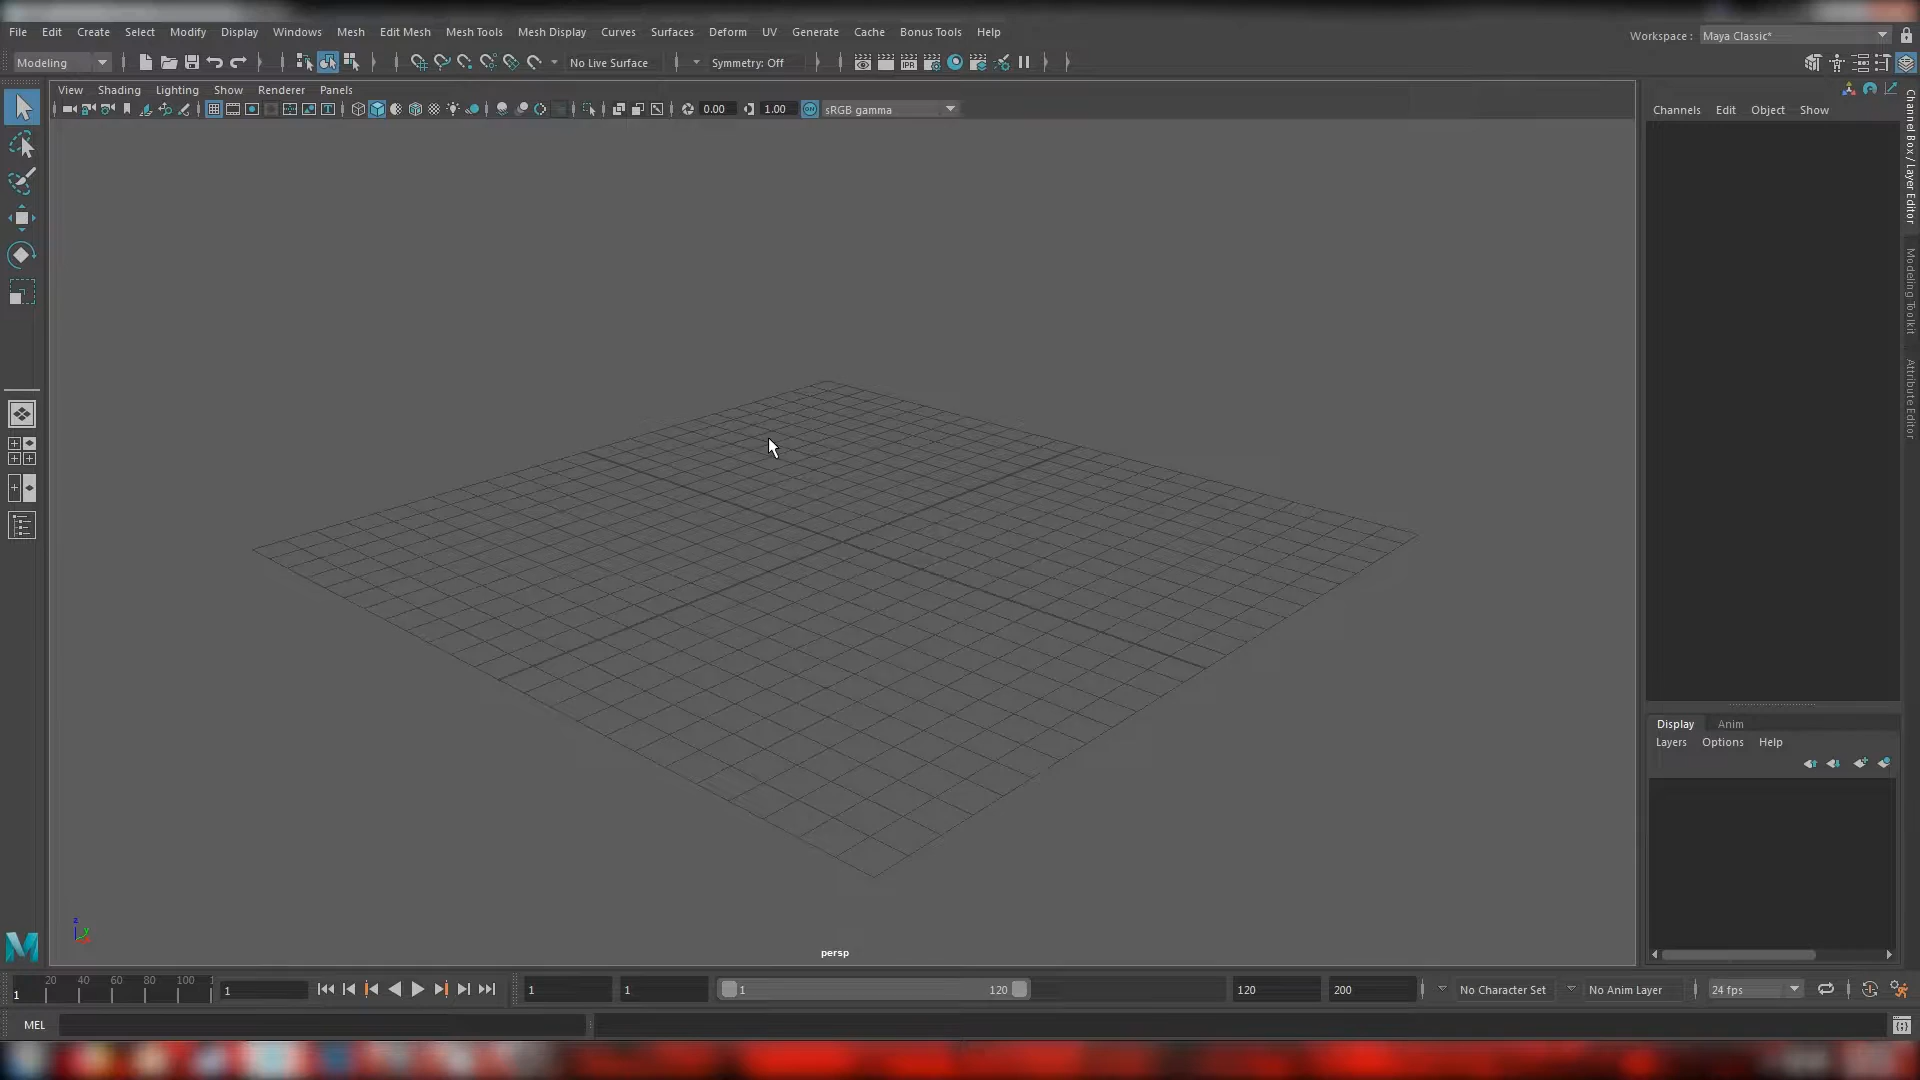 File Edit Create Select Modify Display Windows Mesh Edit Mesh Mesh Tools Mesh Display Curves Surfaces Deform UV Generate Cache Bonus Tools Help
Workspace : Maya Classic*
Modeling No Live Surface Symmetry: Off
View Shading Lighting Show Renderer Panels
0.00 1.00 sRGB gamma
Channels Edit Object Show
Channel Box / Layer Editor
Modeling Toolkit
Attribute Editor
Display Anim
Layers Options Help
z
y
persp
20 40 60 80 100 1
1 1 1 1 1 120 120 200 No Character Set No Anim Layer 24 fps
MEL